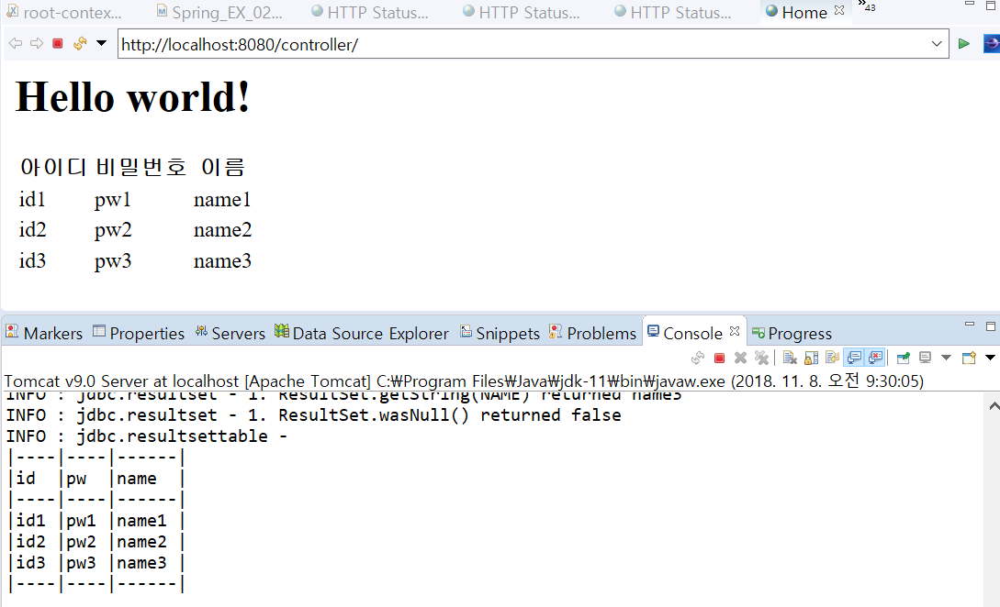 root-contex... Spring_EX_02... HTTP Status... HTTP Status... HTTP Status... Home »43
http://localhost:8080/controller/
Hello world!
아이디 비밀번호 이름
id1 pw1 name1
id2 pw2 name2
id3 pw3 name3
Markers Properties Servers Data Source Explorer Snippets Problems Console Progress
Tomcat v9.0 Server at localhost [Apache Tomcat] C:₩Program Files₩Java₩jdk-11₩bin₩javaw.exe (2018. 11. 8. 오전 9:30:05)
INFO : jdbc.resultset - 1. ResultSet.getString(NAME) returned name3
INFO : jdbc.resultset - 1. ResultSet.wasNull() returned false
INFO : jdbc.resultsettable -
|----|----|------|
|id  |pw  |name  |
|----|----|------|
|id1 |pw1 |name1 |
|id2 |pw2 |name2 |
|id3 |pw3 |name3 |
|----|----|------|